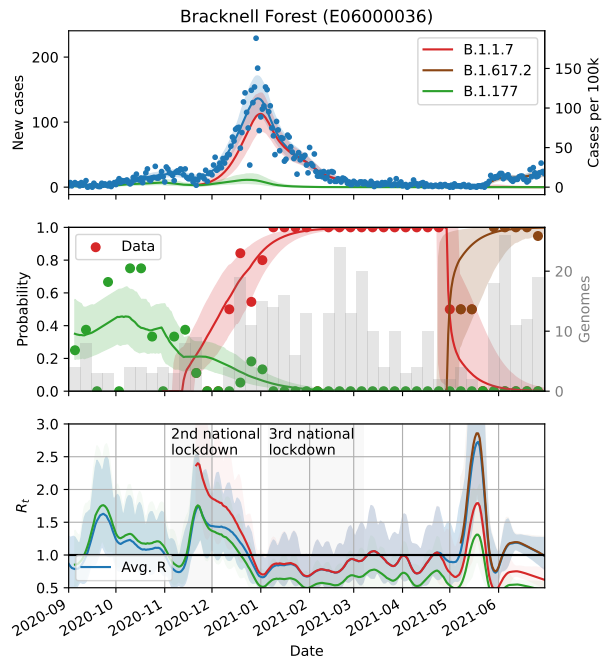 Bracknell Forest (E06000036)
New cases
200
100
0
B.1.1.7
B.1.617.2
B.1.177
150
100
50
0
Cases per 100k
Probability
1.0
0.8
0.6
0.4
0.2
0.0
Data
20
10
0
Genomes
R_t
3.0
2.5
2.0
1.5
1.0
0.5
2nd national
lockdown
3rd national
lockdown
Avg. R
2020-09
2020-10
2020-11
2020-12
2021-01
2021-02
2021-03
2021-04
2021-05
2021-06
Date